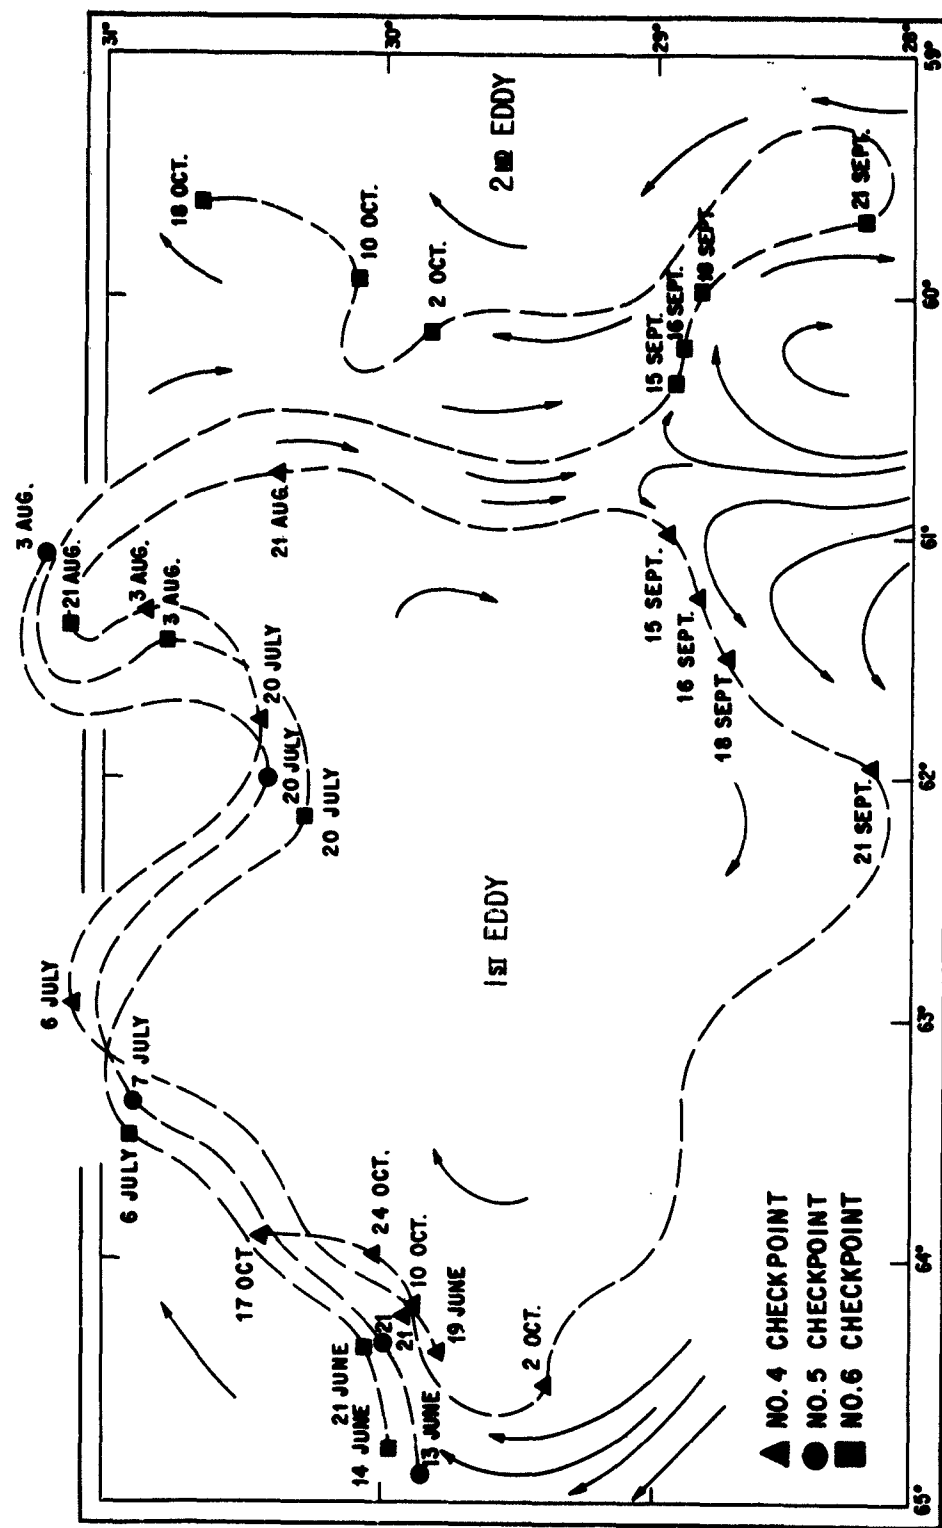 31°
30°
29°
28°
59°
60°
61°
62°
63°
64°
65°
18 OCT.
10 OCT.
2 OCT.
2ND EDDY
21 SEPT.
18 SEPT.
16 SEPT.
15 SEPT.
3 AUG.
21 AUG.
3 AUG.
3 AUG.
21 AUG.
15 SEPT.
16 SEPT.
18 SEPT.
21 SEPT.
20 JULY
20 JULY
20 JULY
6 JULY
7 JULY
6 JULY
1ST EDDY
17 OCT
24 OCT.
10 OCT.
19 JUNE
21
21
21 JUNE
14 JUNE
13 JUNE
2 OCT.
NO. 4 CHECKPOINT
NO. 5 CHECKPOINT
NO. 6 CHECKPOINT